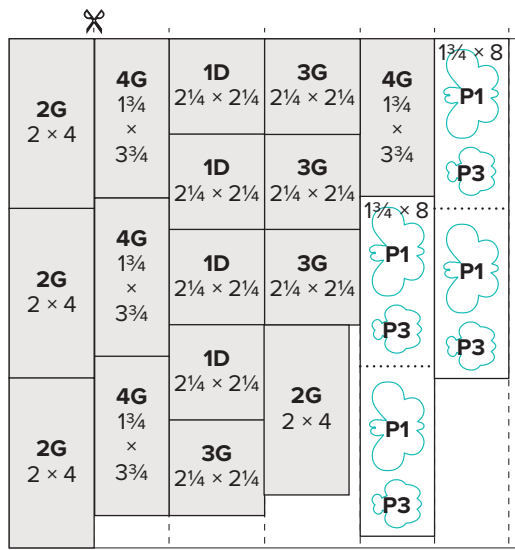 2G
2 × 4
2G
2 × 4
2G
2 × 4
4G
1¾
×
3¾
4G
1¾
×
3¾
4G
1¾
×
3¾
1D
2¼ × 2¼
1D
2¼ × 2¼
1D
2¼ × 2¼
1D
2¼ × 2¼
3G
2¼ × 2¼
3G
2¼ × 2¼
3G
2¼ × 2¼
3G
2¼ × 2¼
2G
2 × 4
4G
1¾
×
3¾
1¾ × 8
P1
P3
P1
P3
1¾ × 8
P1
P3
P1
P3